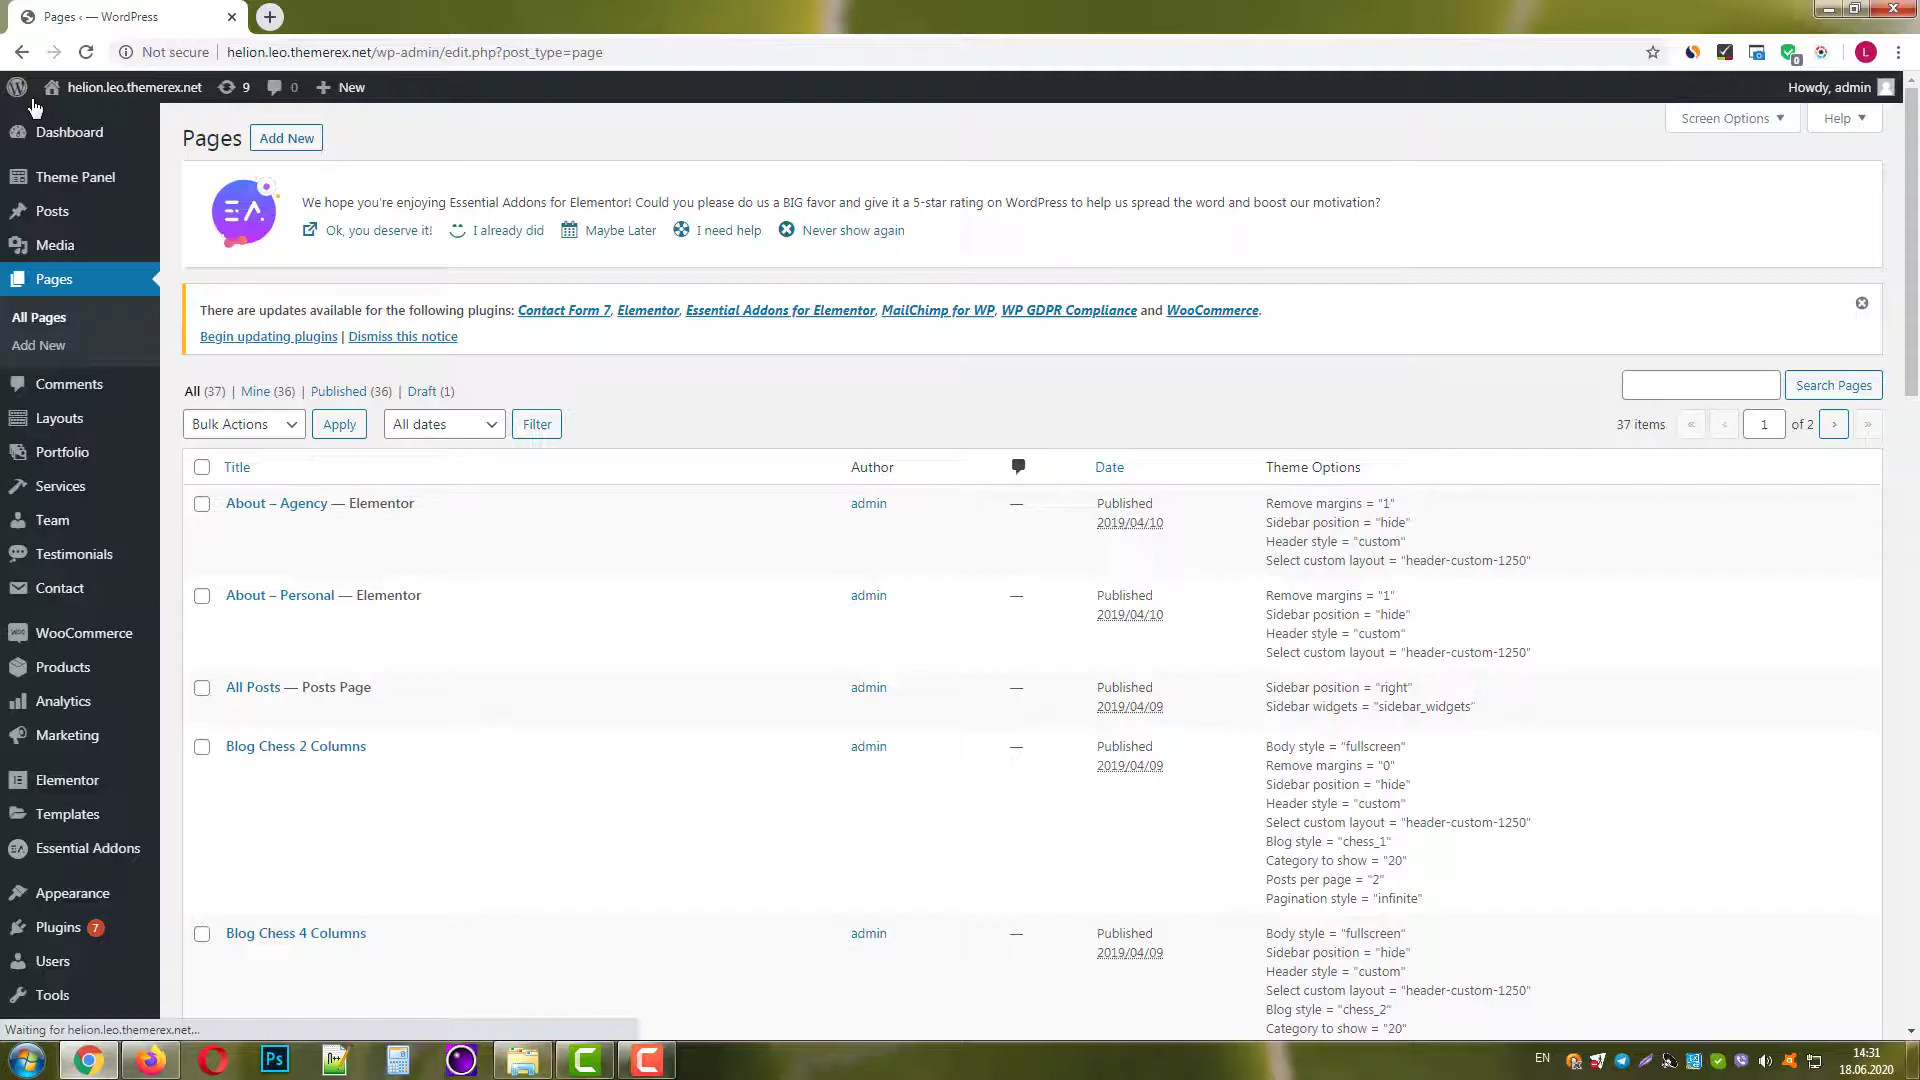 Pages ‹ — WordPress
Not secure
helion.leo.themerex.net/wp-admin/edit.php?post_type=page
L
helion.leo.themerex.net 9 0 New
Howdy, admin
Dashboard
Theme Panel
Posts
Media
Pages
All Pages
Add New
Comments
Layouts
Portfolio
Services
Team
Testimonials
Contact
WooCommerce
Products
Analytics
Marketing
Elementor
Templates
Essential Addons
Appearance
Plugins 7
Users
Tools
Pages Add New
Screen Options
Help
We hope you're enjoying Essential Addons for Elementor! Could you please do us a BIG favor and give it a 5-star rating on WordPress to help us spread the word and boost our motivation?
Ok, you deserve it! I already did Maybe Later I need help Never show again
There are updates available for the following plugins: Contact Form 7, Elementor, Essential Addons for Elementor, MailChimp for WP, WP GDPR Compliance and WooCommerce.
Begin updating plugins | Dismiss this notice
All (37) | Mine (36) | Published (36) | Draft (1)
Search Pages
Bulk Actions Apply All dates Filter
37 items « ‹ 1 of 2 › »
Title Author Date Theme Options
About – Agency — Elementor admin — Published
2019/04/10
Remove margins = "1"
Sidebar position = "hide"
Header style = "custom"
Select custom layout = "header-custom-1250"
About – Personal — Elementor admin — Published
2019/04/10
Remove margins = "1"
Sidebar position = "hide"
Header style = "custom"
Select custom layout = "header-custom-1250"
All Posts — Posts Page admin — Published
2019/04/09
Sidebar position = "right"
Sidebar widgets = "sidebar_widgets"
Blog Chess 2 Columns admin — Published
2019/04/09
Body style = "fullscreen"
Remove margins = "0"
Sidebar position = "hide"
Header style = "custom"
Select custom layout = "header-custom-1250"
Blog style = "chess_1"
Category to show = "20"
Posts per page = "2"
Pagination style = "infinite"
Blog Chess 4 Columns admin — Published
2019/04/09
Body style = "fullscreen"
Sidebar position = "hide"
Header style = "custom"
Select custom layout = "header-custom-1250"
Blog style = "chess_2"
Category to show = "20"
Waiting for helion.leo.themerex.net...
Ps
EN
14:31
18.06.2020